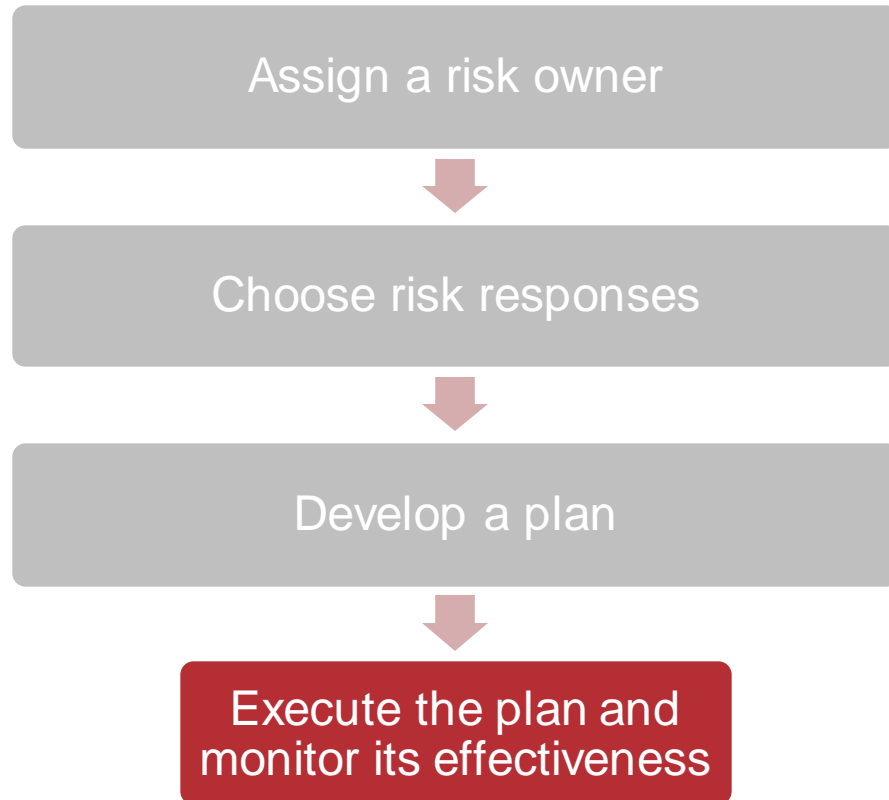 Assign a risk owner
Choose risk responses
Develop a plan
Execute the plan and
monitor its effectiveness